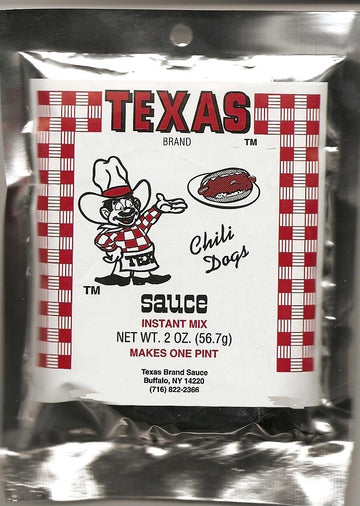 TEXAS
BRAND
TM
Chili
Dogs
TEX
TM
sauce
INSTANT MIX
NET WT. 2 OZ. (56.7g)
MAKES ONE PINT
Texas Brand Sauce
Buffalo, NY 14220
(716) 822-2366